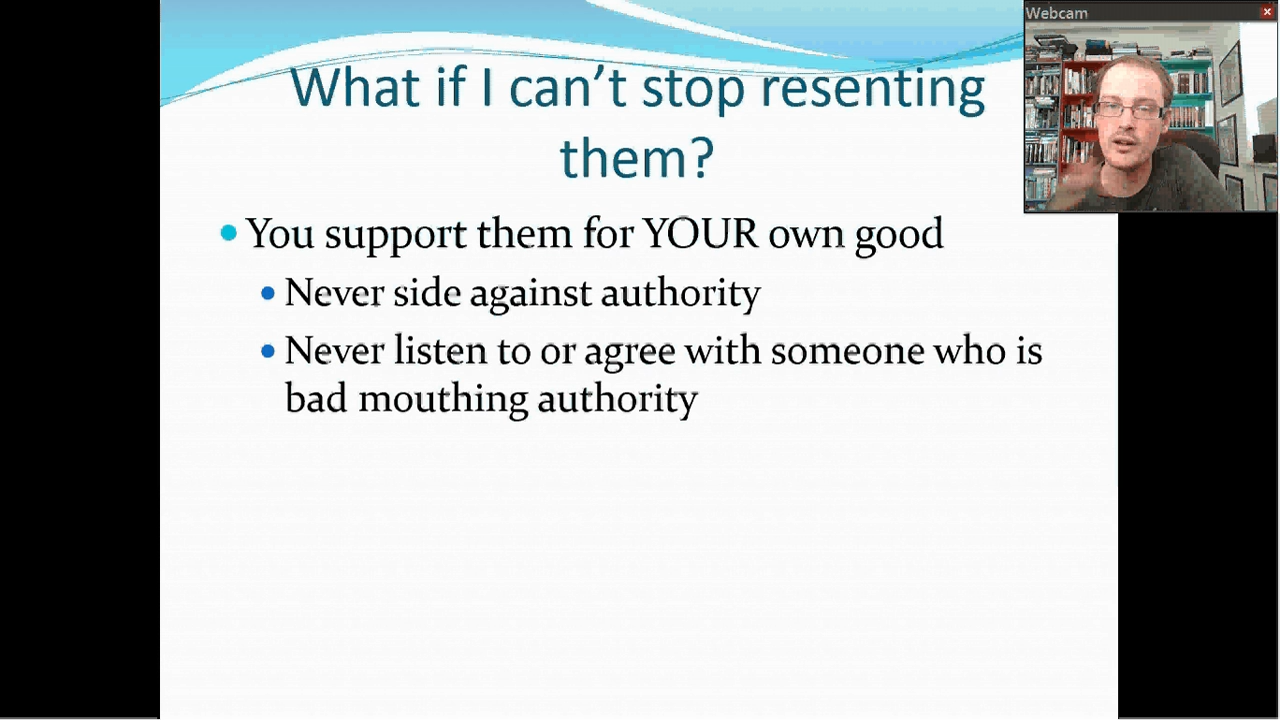 Webcam
What if I can’t stop resenting
them?
You support them for YOUR own good
Never side against authority
Never listen to or agree with someone who is
bad mouthing authority